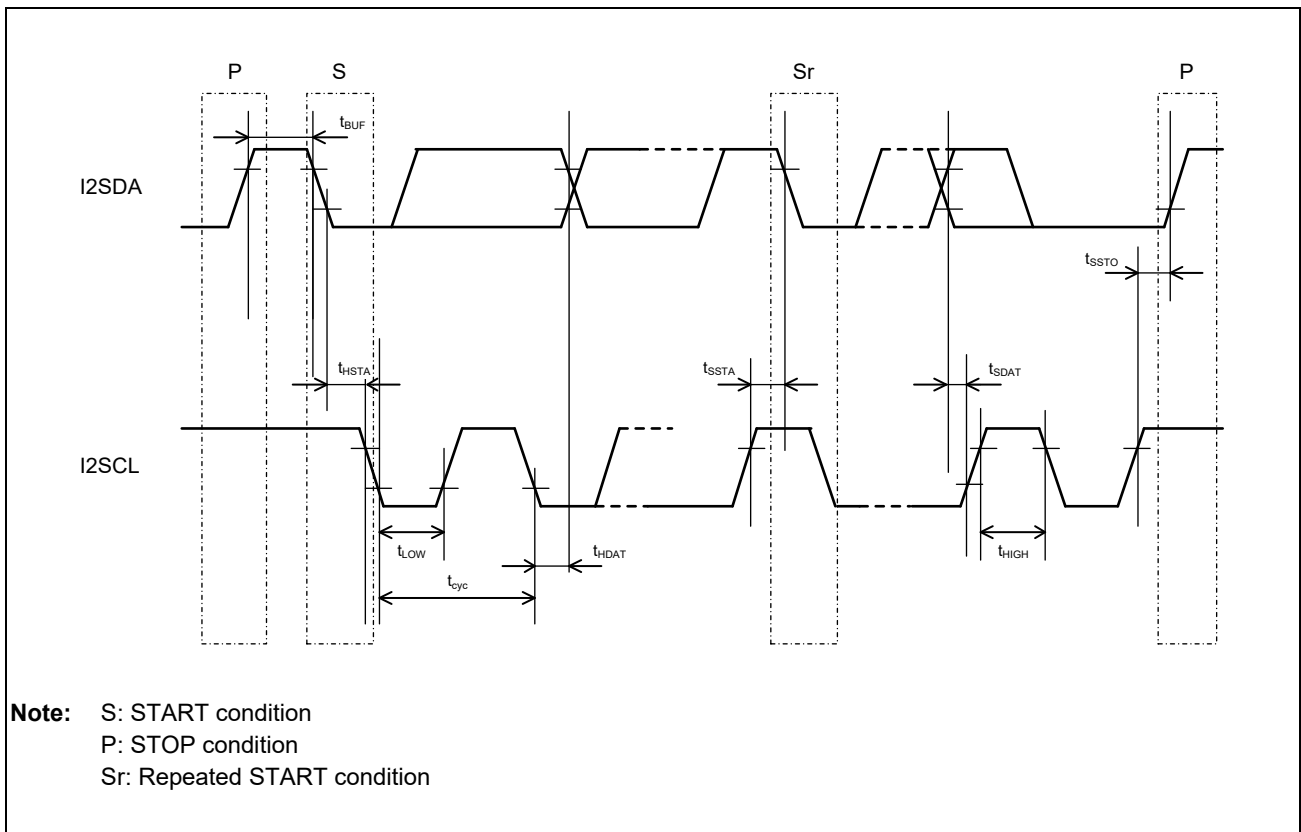 P S Sr P
tBUF
I2SDA
tSSTO
tHSTA tSSTA tSDAT
I2SCL
tLOW tHDAT tHIGH
tcyc
Note: S: START condition
P: STOP condition
Sr: Repeated START condition